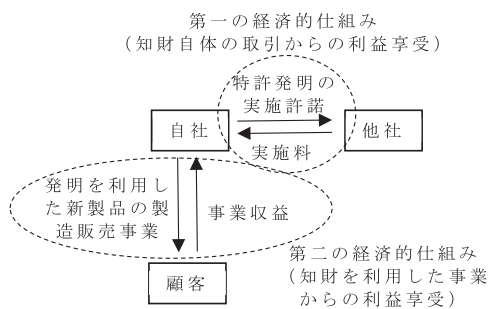 第一の経済的仕組み
（知財自体の取引からの利益享受）
特許発明の
実施許諾
自社
他社
実施料
発明を利用し
た新製品の製
造販売事業
事業収益
第二の経済的仕組み
（知財を利用した事業
からの利益享受）
顧客